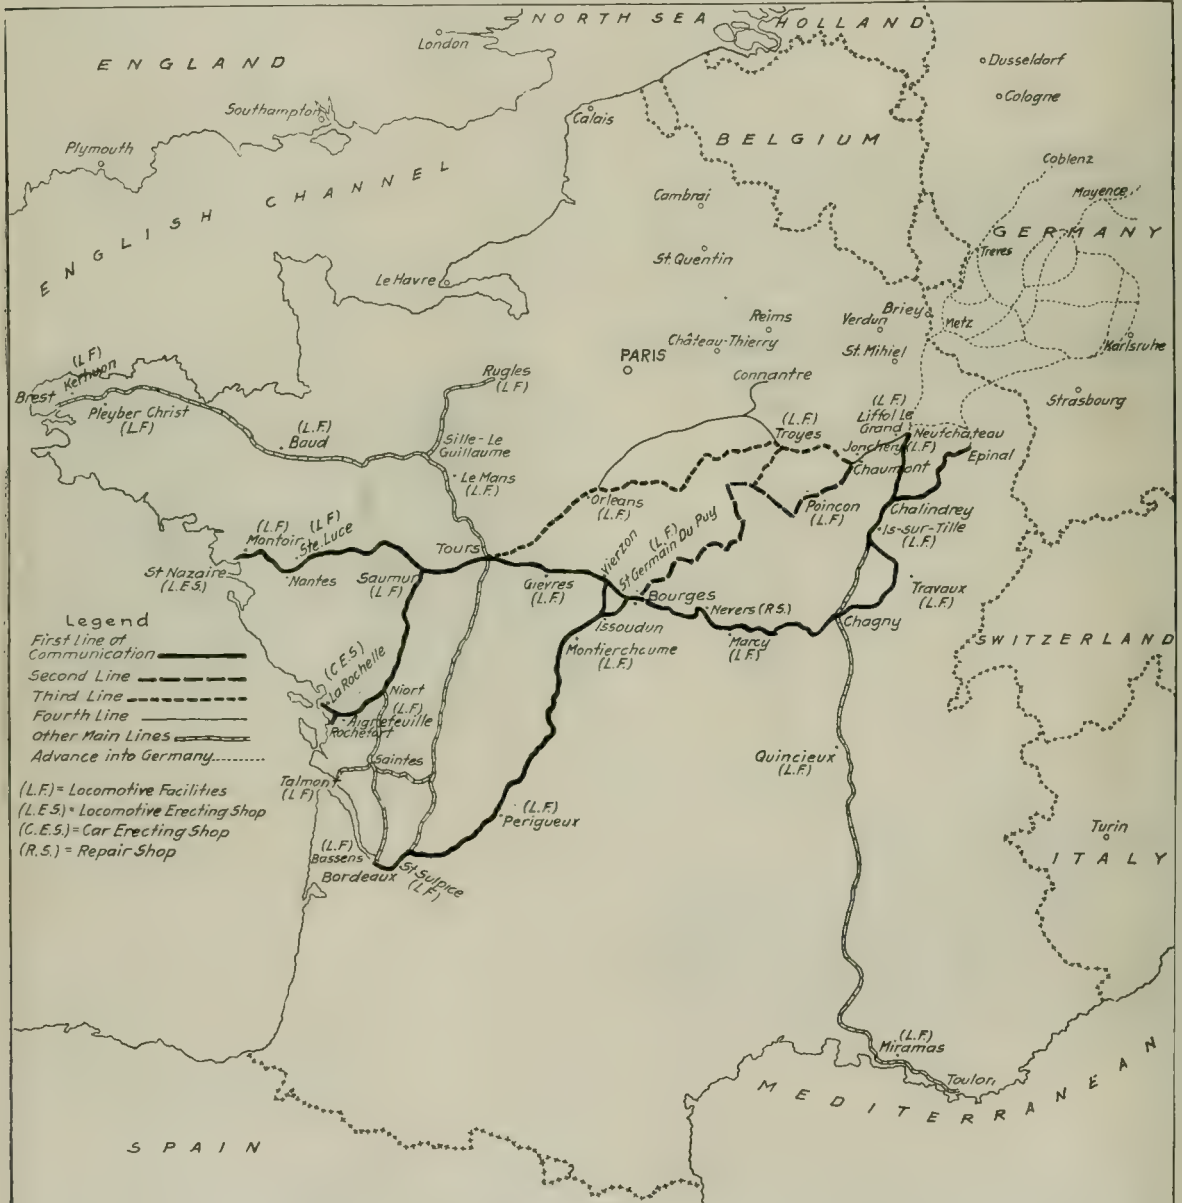 NORTH SEA
HOLLAND
London
ENGLAND
Dusseldorf
Cologne
Southampton
Calais
BELGIUM
Plymouth
Coblenz
ENGLISH CHANNEL
Cambrai
Mayence
GERMANY
Treves
St. Quentin
Le Havre
Reims
Verdun
Briey
Metz
Château-Thierry
St. Mihiel
Karlsruhe
PARIS
(L.F.)
Kerhuon
Rugles
(L.F)
Connantre
Brest
Strasbourg
Pleyber Christ
(L.F)
(L.F.)
Baud
(L.F.)
Troyes
(L.F.)
Liffol Le
Grand
Neufchateau
Jonchery (L.F)
Epinal
Sille-Le
Guillaume
Chaumont
Le Mans
(L.F.)
Orleans
(L.F.)
Poincon
(L.F.)
Chalindrey
Is-sur-Tille
(L.F.)
(L.F)
Montoir
(L.F)
Ste. Luce
Tours
Vierzon
(L.F.)
St Germain Du Puy
St Nazaire
(L.E.S.)
Nantes
Saumur
(L.F)
Gievres
(L.F.)
Bourges
Travaux
(L.F.)
Nevers (R.S.)
Issoudun
Chagny
Marcy
(L.F.)
Montierchaume
(L.F.)
SWITZERLAND
Legend
First Line of
Communication
Second Line
Third Line
Fourth Line
Other Main Lines
Advance into Germany
(L.F.) = Locomotive Facilities
(L.E.S) = Locomotive Erecting Shop
(C.E.S.) = Car Erecting Shop
(R.S.) = Repair Shop
(C.E.S)
La Rochelle
Niort
(L.F.)
Aigrefeuille
Rochefort
Saintes
Talmont
(L.F)
Quincieux
(L.F.)
(L.F.)
Perigueux
(L.F)
Bassens
Bordeaux
St Sulpice
(L.F.)
Turin
ITALY
(L.F.)
Miramas
Toulon
MEDITERRANEAN
SPAIN